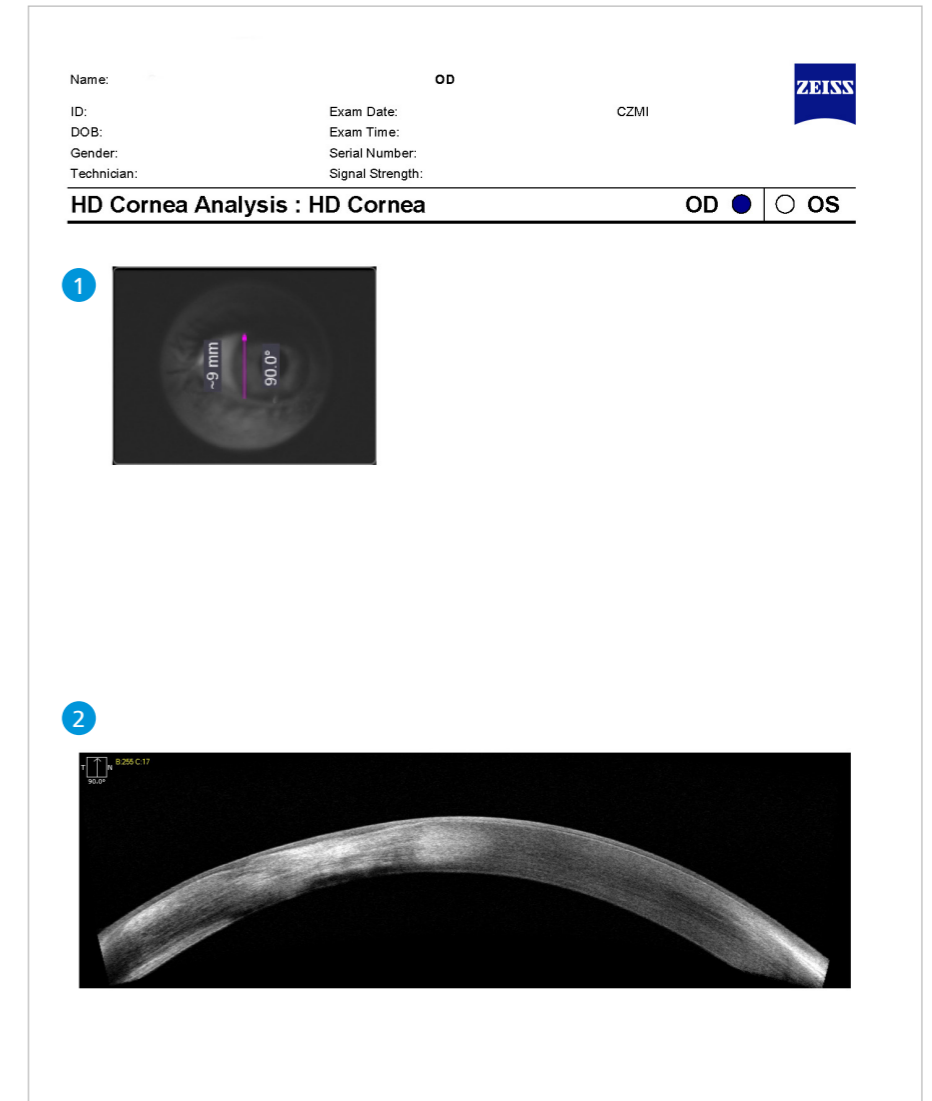 Name:
OD
ZEISS
ID:
Exam Date:
CZMI
DOB:
Exam Time:
Gender:
Serial Number:
Technician:
Signal Strength:
HD Cornea Analysis : HD Cornea
OD OS
1
~9 mm
90.0°
2
T N B:255 C:17
90.0°